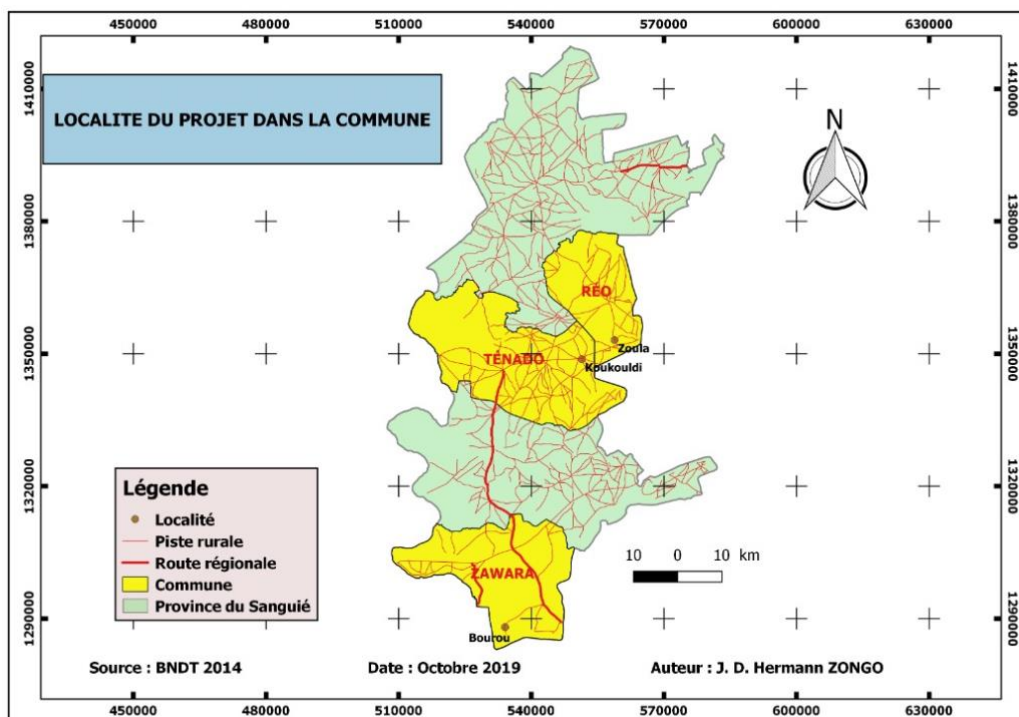 450000 480000 510000 540000 570000 600000 630000
1410000 1410000
LOCALITE DU PROJET DANS LA COMMUNE
N
1380000 1380000
RÉO
Zoula
1350000 1350000
TÉNADO
Koukouldi
1320000 1320000
Légende
Localité
Piste rurale
Route régionale
Commune
Province du Sanguié
10 0 10 km
ZAWARA
1290000 1290000
Bourou
Source : BNDT 2014 Date : Octobre 2019 Auteur : J. D. Hermann ZONGO
450000 480000 510000 540000 570000 600000 630000